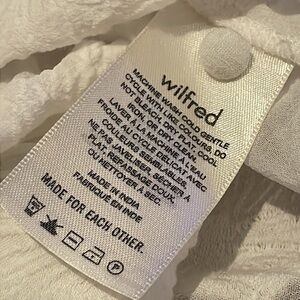 wilfred
MACHINE WASH COLD GENTLE
CYCLE WITH LIKE COLOURS. DO
NOT BLEACH. DRY FLAT. COOL
IRON OR DRY CLEAN.
LAVER À LA MACHINE À L'EAU
FROIDE AU CYCLE DÉLICAT AVEC
COULEURS SEMBLABLES.
NE PAS JAVELISER. SÉCHER À
PLAT. REPASSAGE DOUX.
OU NETTOYER À SEC.
MADE IN INDIA
FABRIQUÉ EN INDE
MADE FOR EACH OTHER.
P